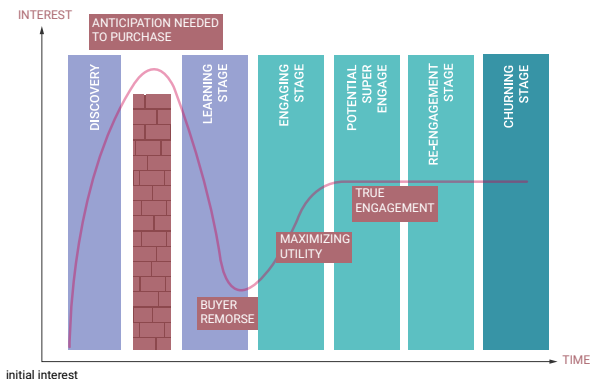 INTEREST
ANTICIPATION NEEDED
TO PURCHASE
DISCOVERY
LEARNING
STAGE
ENGAGING
STAGE
POTENTIAL
SUPER
ENGAGE
RE-ENGAGEMENT
STAGE
CHURNING
STAGE
TRUE
ENGAGEMENT
MAXIMIZING
UTILITY
BUYER
REMORSE
TIME
initial interest